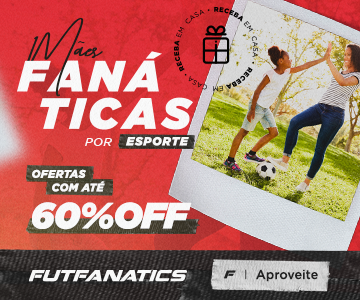 Mães
FANÁ
TICAS
POR ESPORTE
RECEBA EM CASA • RECEBA EM CASA • RECEBA EM CASA •
OFERTAS
COM ATÉ
60%OFF
FUTFANATICS
F | Aproveite